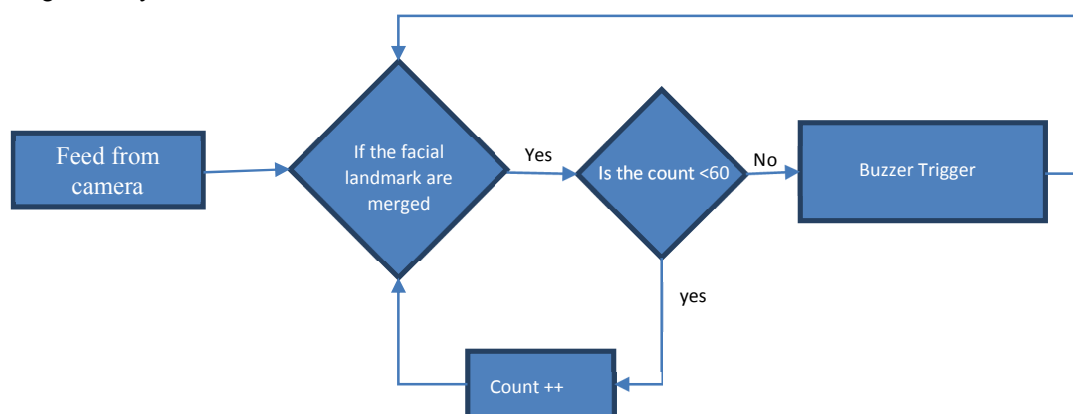 Feed from
camera
If the facial
landmark are
merged
Yes
Is the count <60
No
Buzzer Trigger
yes
Count ++